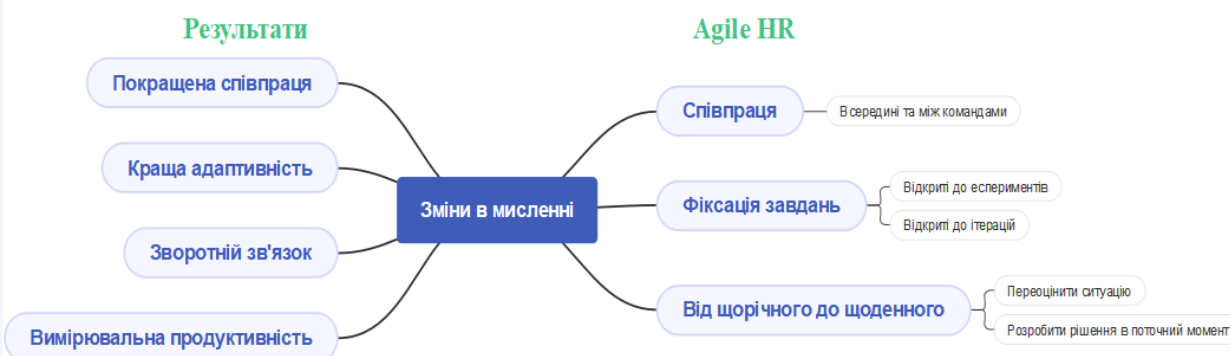 Результати
Agile HR
Покращена співпраця
Краща адаптивність
Зворотній зв'язок
Вимірювальна продуктивність
Зміни в мисленні
Співпраця
Всередині та між командами
Фіксація завдань
Відкриті до еспериментів
Відкриті до ітерацій
Від щорічного до щоденного
Переоцінити ситуацію
Розробити рішення в поточний момент